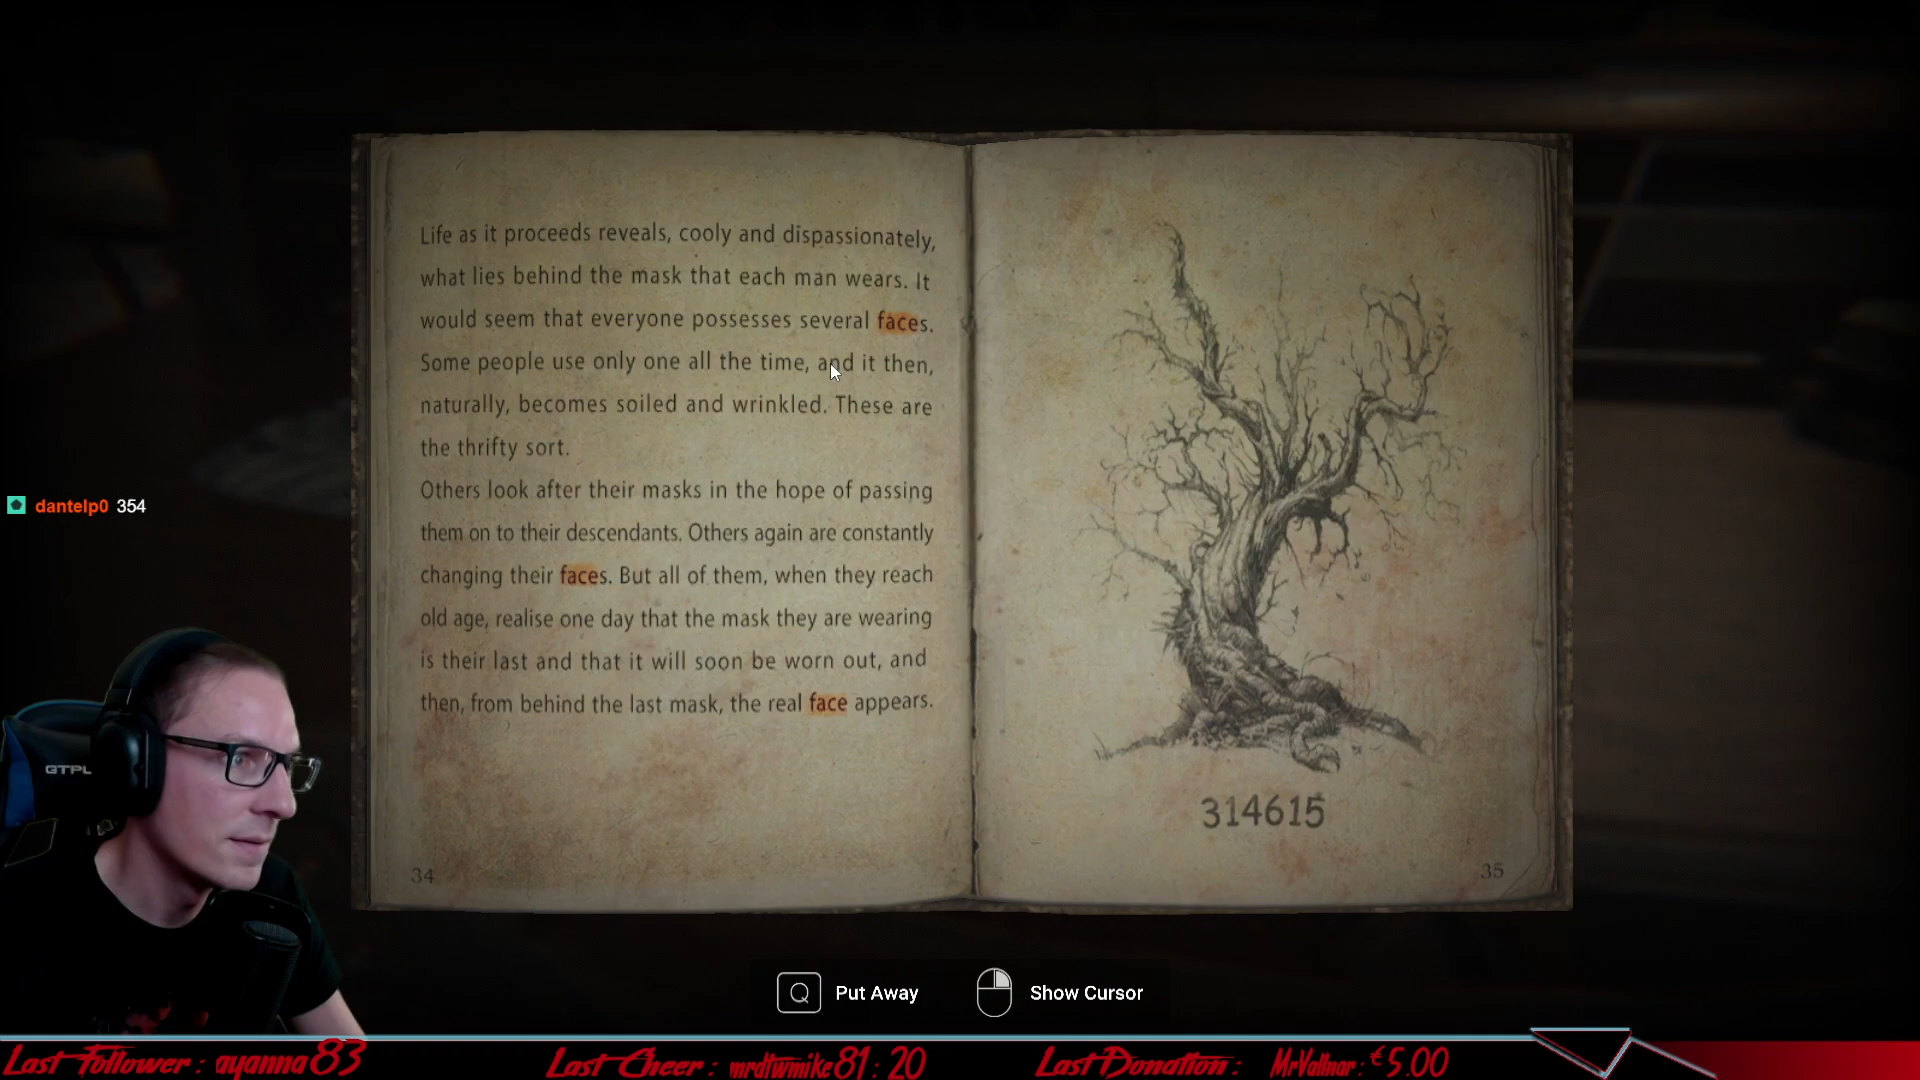 Life as it proceeds reveals, cooly and dispassionately,
what lies behind the mask that each man wears. It
would seem that everyone possesses several faces.
Some people use only one all the time, and it then,
naturally, becomes soiled and wrinkled. These are
the thrifty sort.
Others look after their masks in the hope of passing
them on to their descendants. Others again are constantly
changing their faces. But all of them, when they reach
old age, realise one day that the mask they are wearing
is their last and that it will soon be worn out, and
then, from behind the last mask, the real face appears.
34
314615
35
dantelp0 354
GTPL
Q Put Away
Show Cursor
Last Follower : ayanna83
Last Cheer : mrdtwmike81 : 20
Last Donation : MrVallnar : €5.00